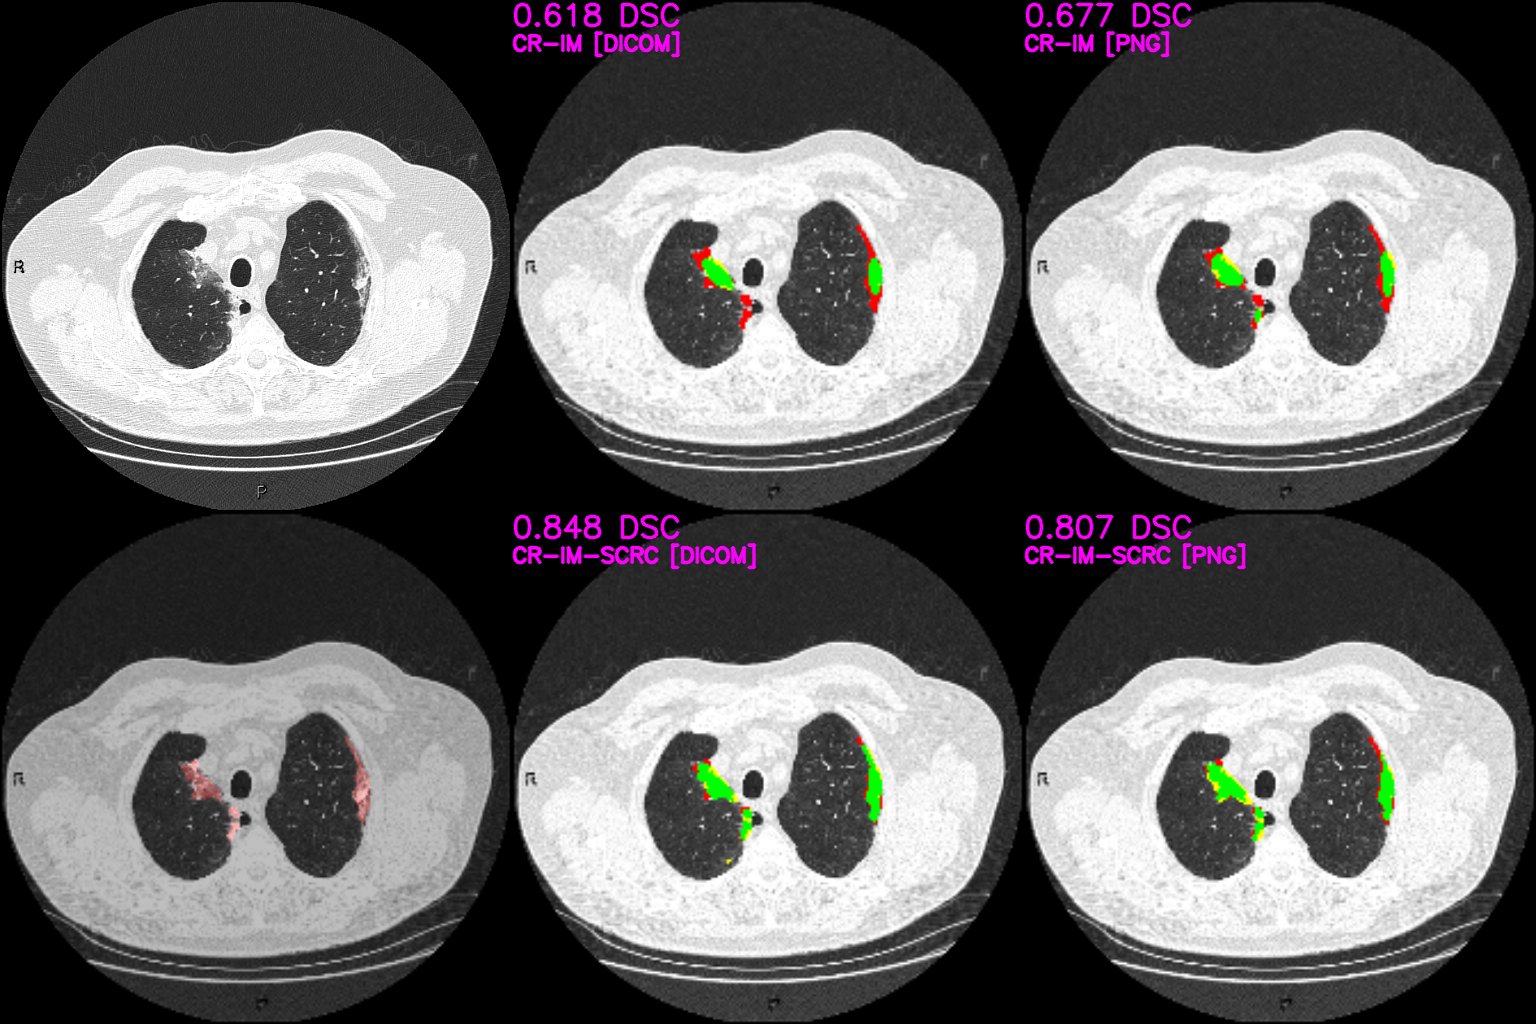 0.618 DSC
CR-IM [DICOM]
0.677 DSC
CR-IM [PNG]
R
R
R
P
P
P
0.848 DSC
CR-IM-SCRC [DICOM]
0.807 DSC
CR-IM-SCRC [PNG]
R
R
R
P
P
P